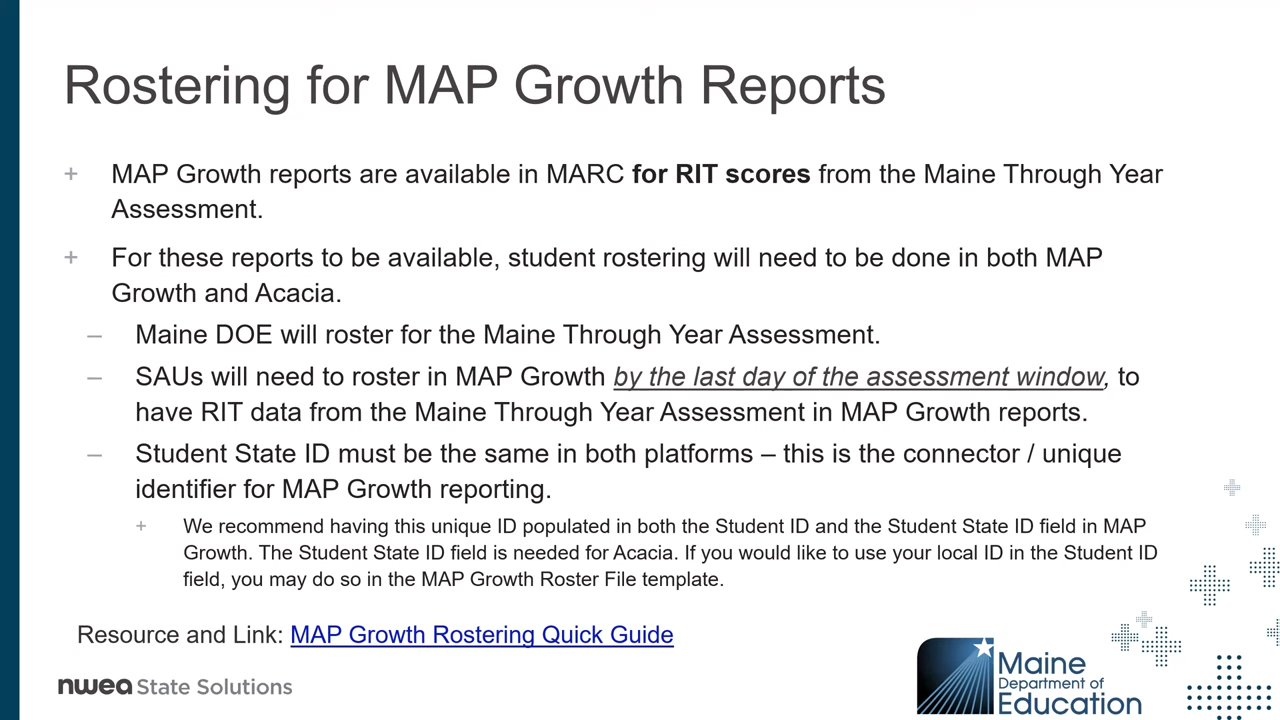 Rostering for MAP Growth Reports
+ MAP Growth reports are available in MARC for RIT scores from the Maine Through Year
Assessment.
+ For these reports to be available, student rostering will need to be done in both MAP
Growth and Acacia.
– Maine DOE will roster for the Maine Through Year Assessment.
– SAUs will need to roster in MAP Growth by the last day of the assessment window, to
have RIT data from the Maine Through Year Assessment in MAP Growth reports.
– Student State ID must be the same in both platforms – this is the connector / unique
identifier for MAP Growth reporting.
+ We recommend having this unique ID populated in both the Student ID and the Student State ID field in MAP
Growth. The Student State ID field is needed for Acacia. If you would like to use your local ID in the Student ID
field, you may do so in the MAP Growth Roster File template.
Resource and Link: MAP Growth Rostering Quick Guide
nwea State Solutions
Maine
Department of
Education